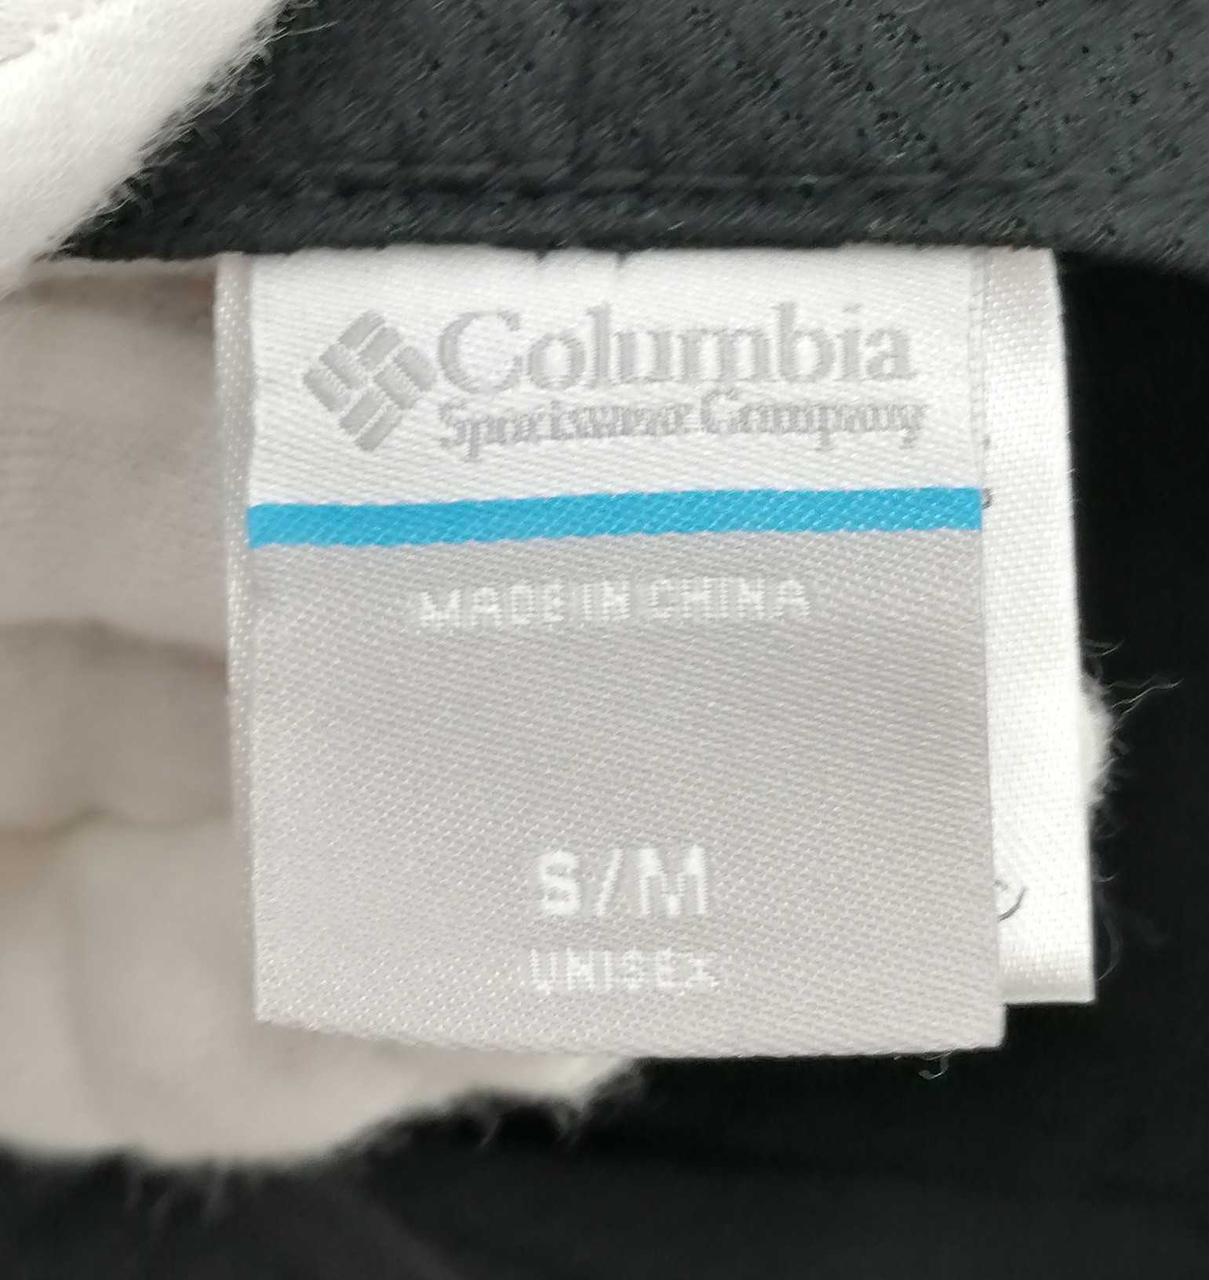 Columbia
Sportswear Company
MADE IN CHINA
S/M
UNISEX